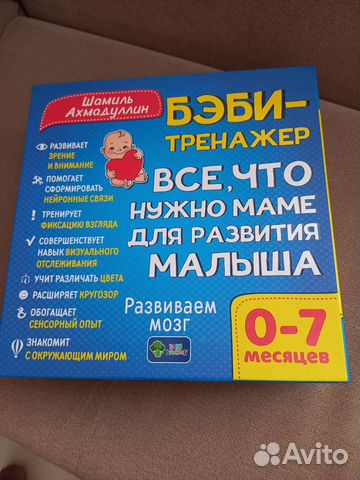 Шамиль
Ахмадуллин
БЭБИ-
ТРЕНАЖЕР
ВСЕ, ЧТО
НУЖНО МАМЕ
ДЛЯ РАЗВИТИЯ
МАЛЫША
РАЗВИВАЕТ
ЗРЕНИЕ
И ВНИМАНИЕ
ПОМОГАЕТ
СФОРМИРОВАТЬ
НЕЙРОННЫЕ СВЯЗИ
ТРЕНИРУЕТ
ФИКСАЦИЮ ВЗГЛЯДА
СОВЕРШЕНСТВУЕТ
НАВЫК ВИЗУАЛЬНОГО
ОТСЛЕЖИВАНИЯ
УЧИТ РАЗЛИЧАТЬ ЦВЕТА
РАСШИРЯЕТ КРУГОЗОР
ОБОГАЩАЕТ
СЕНСОРНЫЙ ОПЫТ
ЗНАКОМИТ
С ОКРУЖАЮЩИМ МИРОМ
Развиваем
мозг
0-7
месяцев
Avito